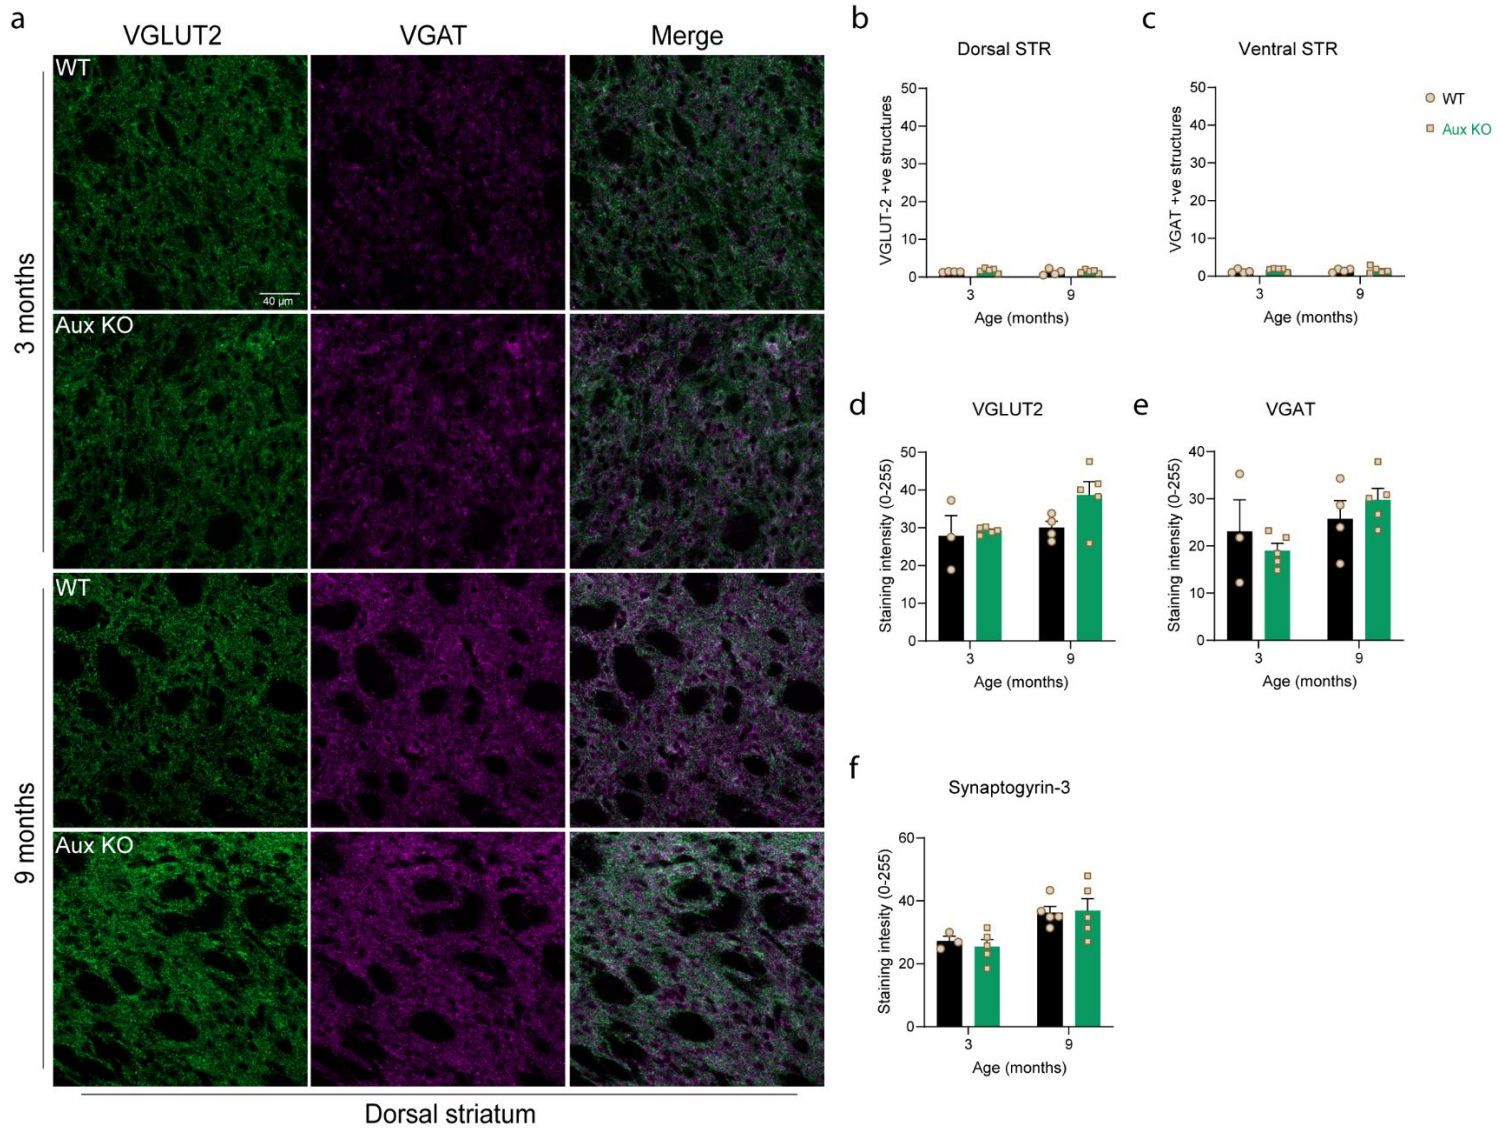 a
VGLUT2
VGAT
Merge
3 months
WT
40 µm
Aux KO
9 months
WT
Aux KO
Dorsal striatum
b
Dorsal STR
VGLUT-2 +ve structures
50
40
30
20
10
0
3
9
Age (months)
c
Ventral STR
VGAT +ve structures
50
40
30
20
10
0
3
9
Age (months)
WT
Aux KO
d
VGLUT2
Staining intensity (0-255)
50
40
30
20
10
0
3
9
Age (months)
e
VGAT
Staining intensity (0-255)
40
30
20
10
0
3
9
Age (months)
f
Synaptogyrin-3
Staining intesity (0-255)
60
40
20
0
3
9
Age (months)